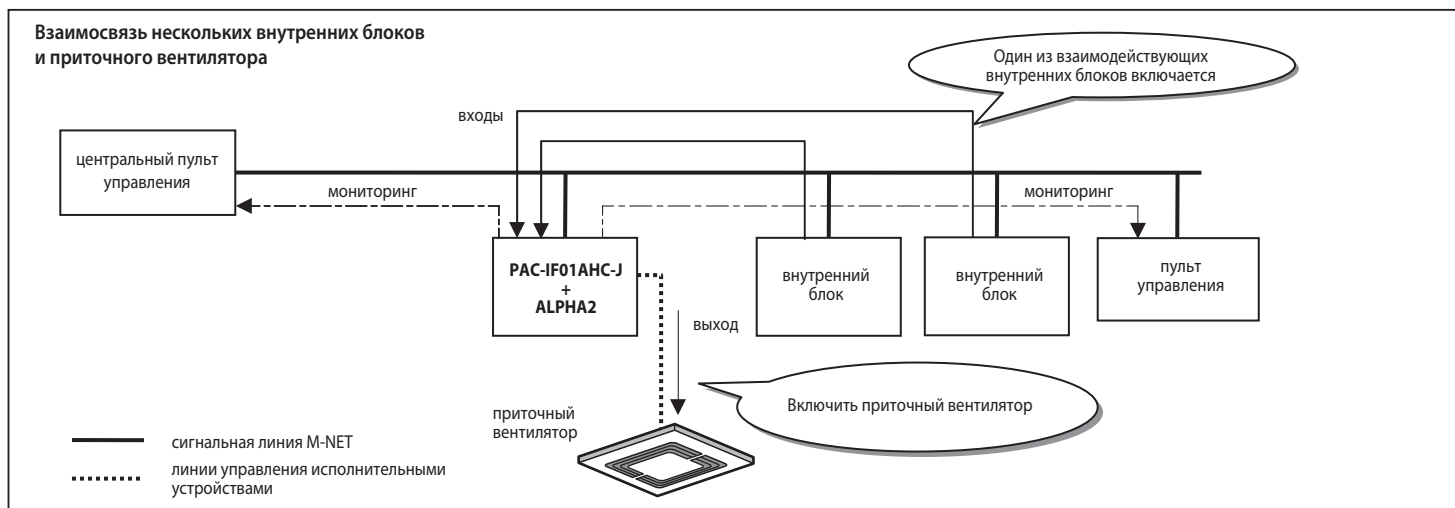 Взаимосвязь нескольких внутренних блоков
и приточного вентилятора
Один из взаимодействующих
внутренних блоков включается
входы
центральный пульт
управления
мониторинг
мониторинг
PAC-IF01AHC-J
+
ALPHA2
внутренний
блок
внутренний
блок
пульт
управления
выход
Включить приточный вентилятор
приточный
вентилятор
сигнальная линия M-NET
линии управления исполнительными
устройствами